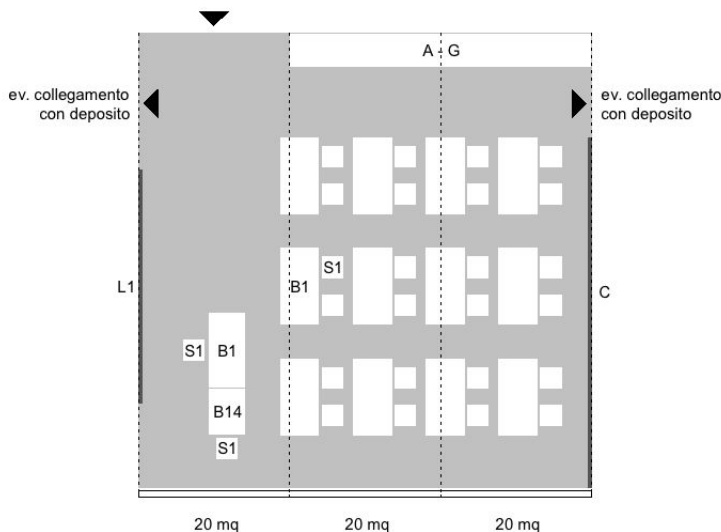 A - G
ev. collegamento
con deposito
ev. collegamento
con deposito
L1
B1
S1
C
S1
B1
B14
S1
20 mq
20 mq
20 mq